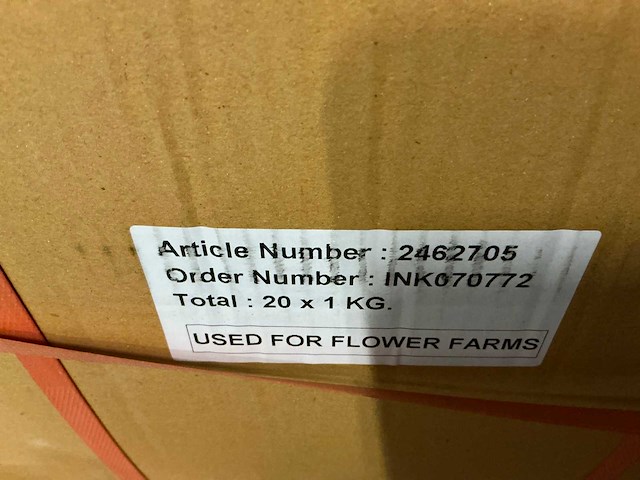 Article Number : 2462705
Order Number : INK070772
Total : 20 x 1 KG.
USED FOR FLOWER FARMS